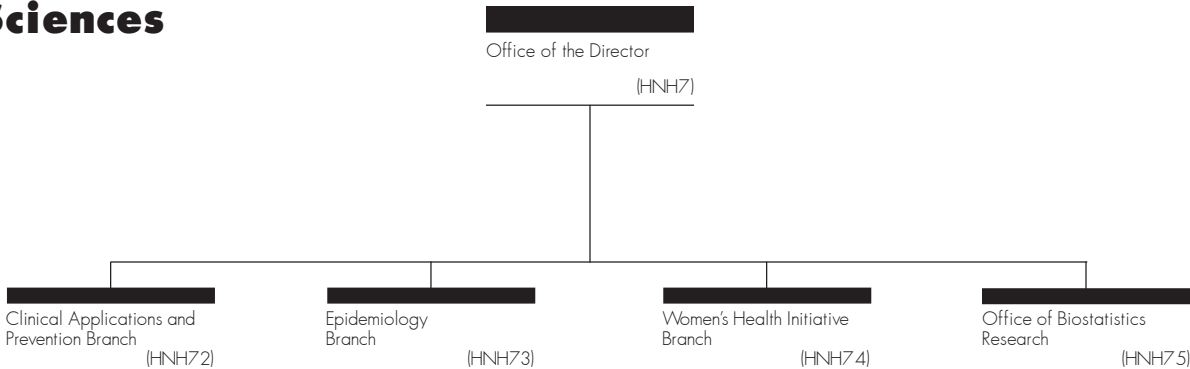 Sciences
Office of the Director
(HNH7)
Clinical Applications and
Prevention Branch
(HNH72)
Epidemiology
Branch
(HNH73)
Women's Health Initiative
Branch
(HNH74)
Office of Biostatistics
Research
(HNH75)